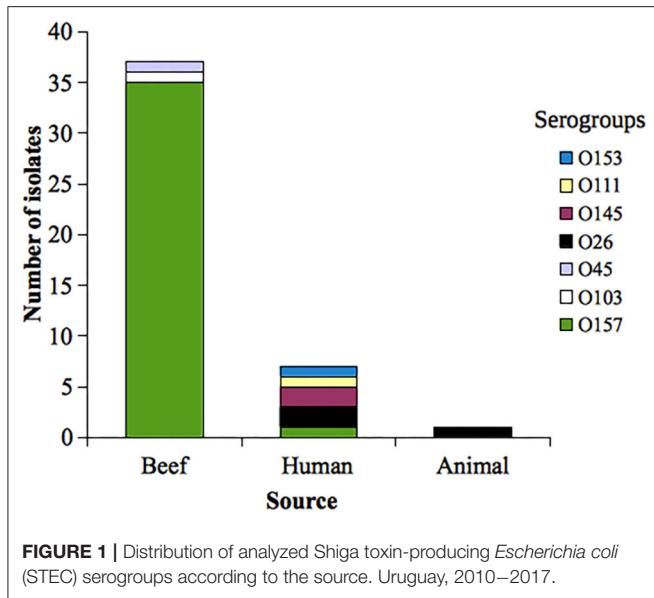 40
35
30
25
20
15
10
5
0
Number of isolates
Beef Human Animal
Source
Serogroups
O153
O111
O145
O26
O45
O103
O157
FIGURE 1 | Distribution of analyzed Shiga toxin-producing Escherichia coli
(STEC) serogroups according to the source. Uruguay, 2010–2017.